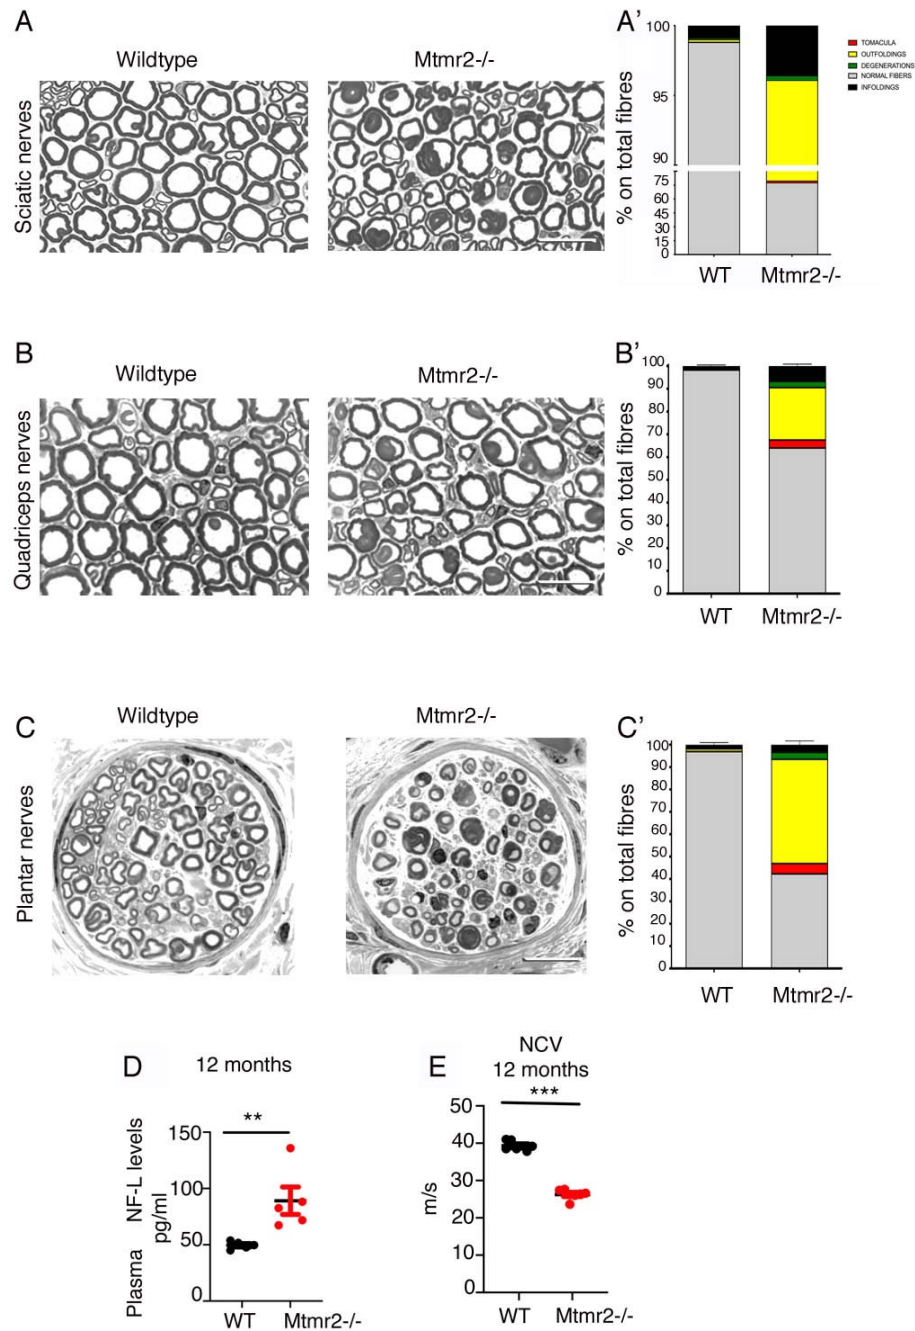 A
Wildtype
Mtmr2-/-
Sciatic nerves
A’
% on total fibres
100
95
90
75
60
45
30
15
0
WT
Mtmr2-/-
TOMACULA
OUTFOLDINGS
DEGENERATIONS
NORMAL FIBERS
INFOLDINGS
B
Wildtype
Mtmr2-/-
Quadriceps nerves
B’
% on total fibres
100
90
80
70
60
50
40
30
20
10
0
WT
Mtmr2-/-
C
Wildtype
Mtmr2-/-
Plantar nerves
C’
% on total fibres
100
90
80
70
60
50
40
30
20
10
0
WT
Mtmr2-/-
D
12 months
**
Plasma NF-L levels
pg/ml
150
100
50
0
WT
Mtmr2-/-
E
NCV
12 months
***
m/s
50
40
30
20
10
0
WT
Mtmr2-/-